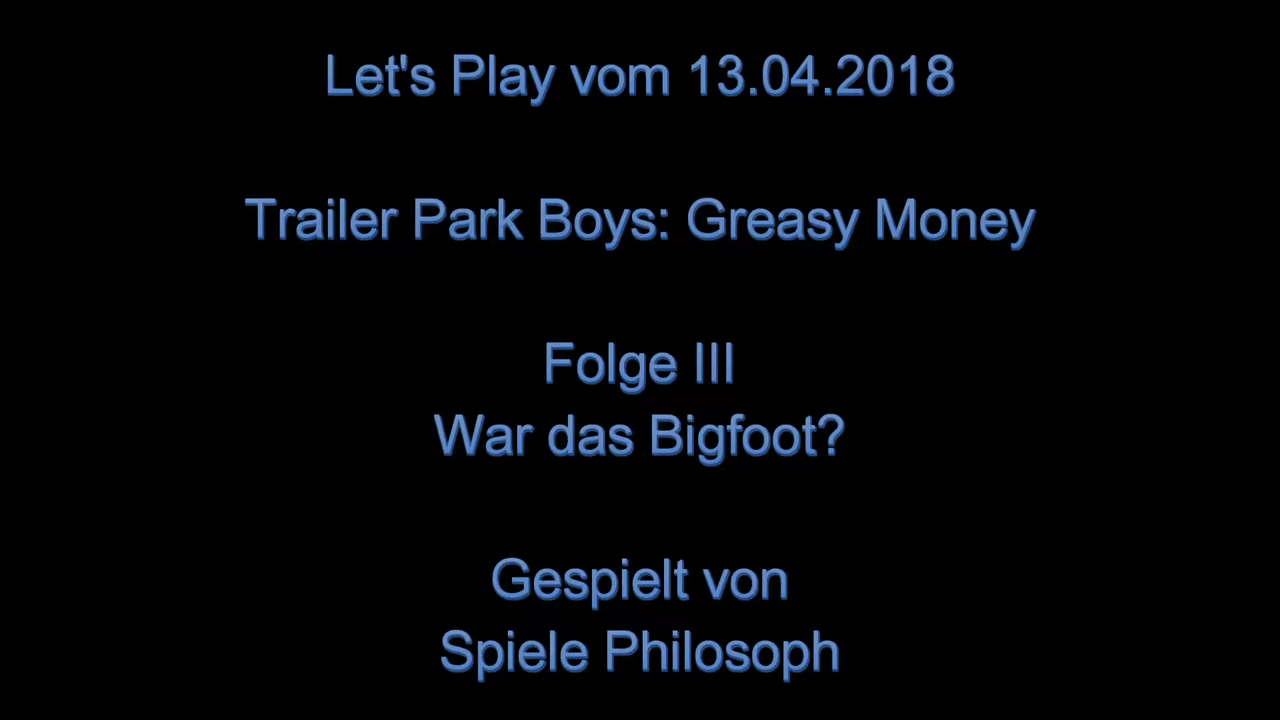 Let's Play vom 13.04.2018
Trailer Park Boys: Greasy Money
Folge III
War das Bigfoot?
Gespielt von
Spiele Philosoph